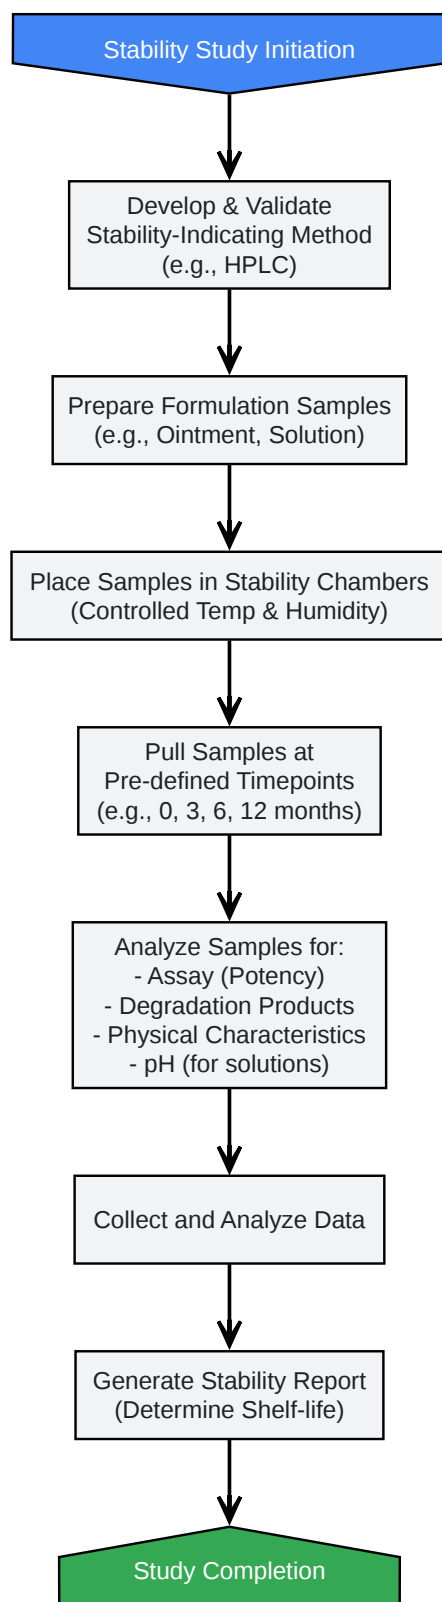 Stability Study Initiation
Develop & Validate
Stability-Indicating Method
(e.g., HPLC)
Prepare Formulation Samples
(e.g., Ointment, Solution)
Place Samples in Stability Chambers
(Controlled Temp & Humidity)
Pull Samples at
Pre-defined Timepoints
(e.g., 0, 3, 6, 12 months)
Analyze Samples for:
- Assay (Potency)
- Degradation Products
- Physical Characteristics
- pH (for solutions)
Collect and Analyze Data
Generate Stability Report
(Determine Shelf-life)
Study Completion